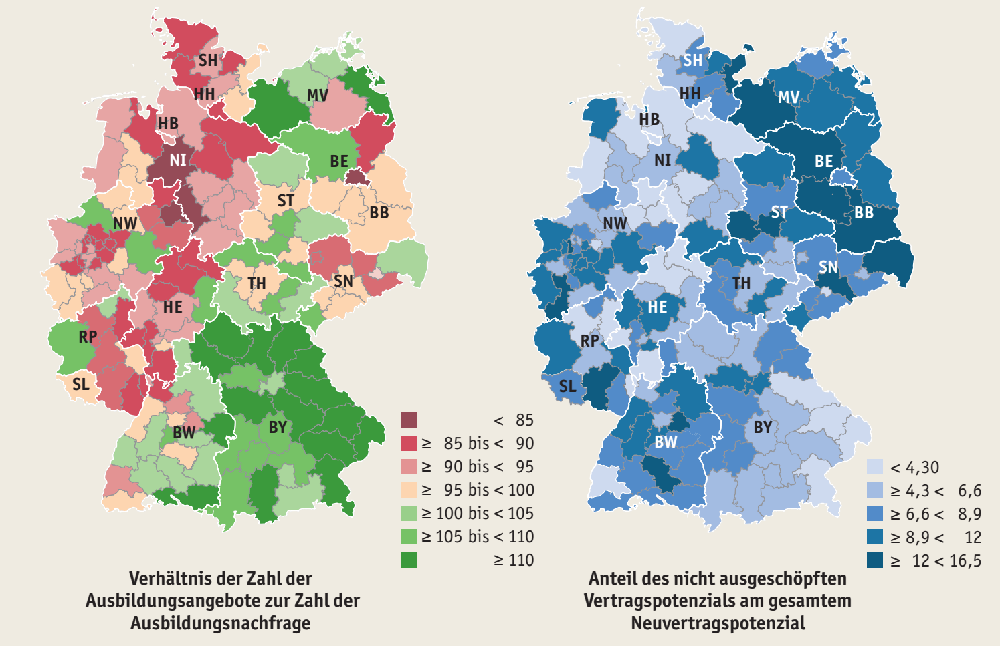 SH
HH
MV
HB
NI
BE
ST
BB
NW
TH
SN
HE
RP
SL
BY
BW
< 85
≥ 85 bis < 90
≥ 90 bis < 95
≥ 95 bis < 100
≥ 100 bis < 105
≥ 105 bis < 110
≥ 110
Verhältnis der Zahl der
Ausbildungsangebote zur Zahl der
Ausbildungsnachfrage
SH
HH
MV
HB
NI
BE
ST
BB
NW
SN
TH
HE
RP
SL
BY
BW
< 4,30
≥ 4,3 < 6,6
≥ 6,6 < 8,9
≥ 8,9 < 12
≥ 12 < 16,5
Anteil des nicht ausgeschöpften
Vertragspotenzials am gesamtem
Neuvertragspotenzial